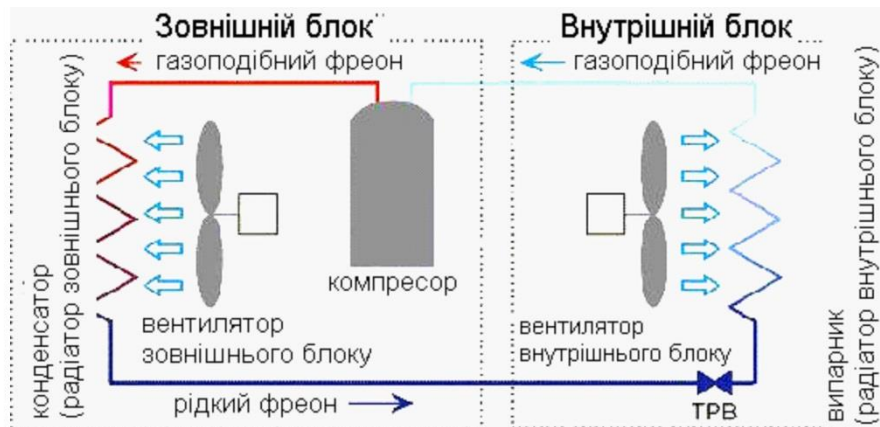 Зовнішній блок
Внутрішній блок
газоподібний фреон
газоподібний фреон
конденсатор
(радіатор зовнішнього блоку)
компресор
вентилятор
зовнішнього блоку
вентилятор
внутрішнього блоку
випарник
(радіатор внутрішнього блоку)
рідкий фреон
ТРВ